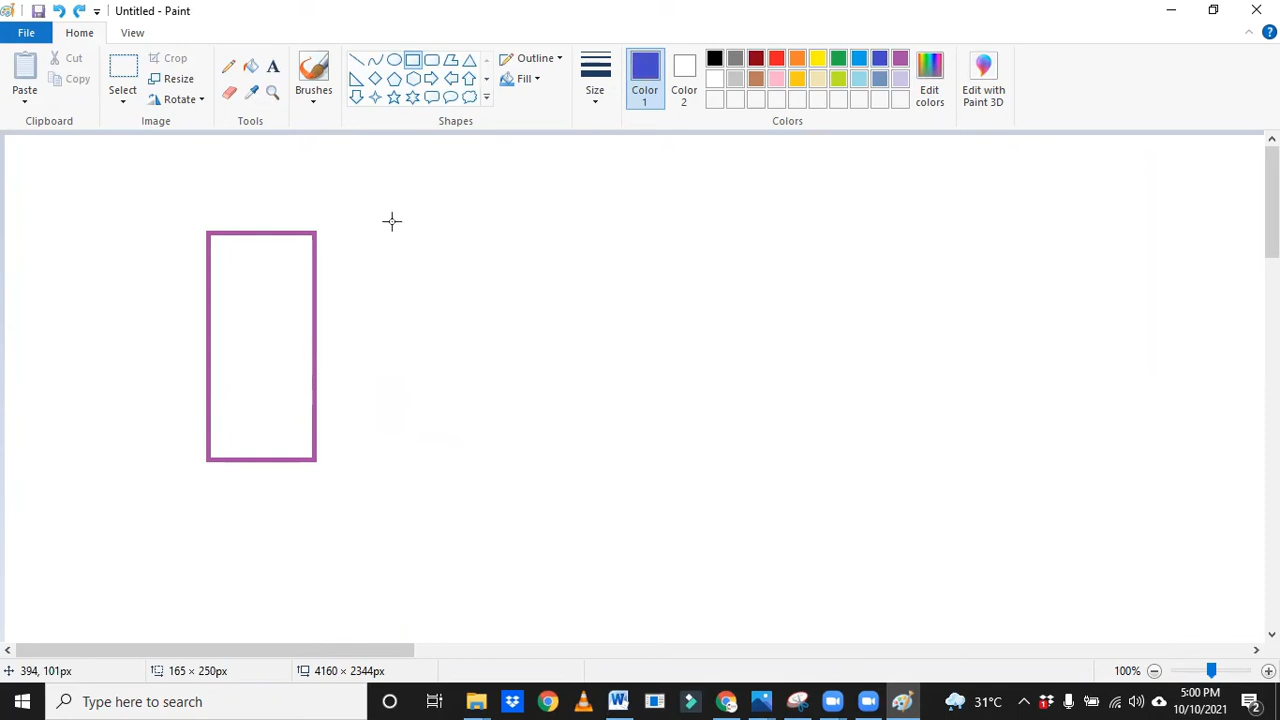 Untitled - Paint
File Home View
Paste
Cut
Copy
Clipboard
Select
Crop
Resize
Rotate
Image
A
Tools
Brushes
Shapes
Outline
Fill
Size
Color 1
Color 2
Edit colors
Colors
Edit with Paint 3D
394, 101px 165 × 250px 4160 × 2344px 100%
Type here to search
31°C
5:00 PM
10/10/2021
2